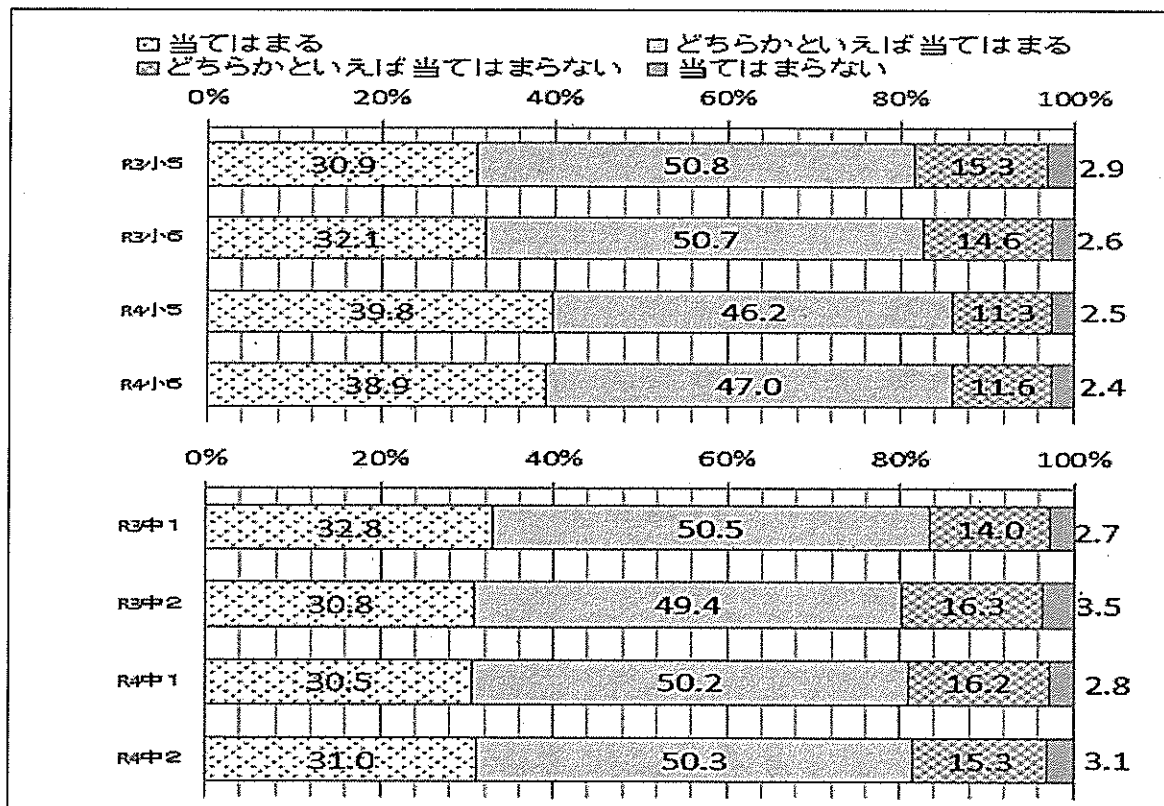 当てはまる どちらかといえば当てはまる
どちらかといえば当てはまらない 当てはまらない
0% 20% 40% 60% 80% 100%
R3小5 30.9 50.8 15.3 2.9
R3小6 32.1 50.7 14.6 2.6
R4小5 39.8 46.2 11.3 2.5
R4小6 38.9 47.0 11.6 2.4
0% 20% 40% 60% 80% 100%
R3中1 32.8 50.5 14.0 2.7
R3中2 30.8 49.4 16.3 3.5
R4中1 30.5 50.2 16.2 2.8
R4中2 31.0 50.3 15.3 3.1